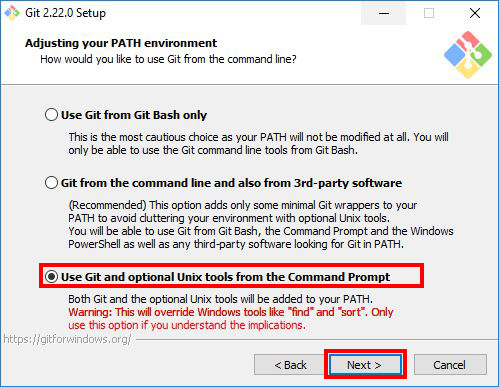 Git 2.22.0 Setup
Adjusting your PATH environment
How would you like to use Git from the command line?
Use Git from Git Bash only
This is the most cautious choice as your PATH will not be modified at all. You will
only be able to use the Git command line tools from Git Bash.
Git from the command line and also from 3rd-party software
(Recommended) This option adds only some minimal Git wrappers to your
PATH to avoid cluttering your environment with optional Unix tools.
You will be able to use Git from Git Bash, the Command Prompt and the Windows
PowerShell as well as any third-party software looking for Git in PATH.
Use Git and optional Unix tools from the Command Prompt
Both Git and the optional Unix tools will be added to your PATH.
Warning: This will override Windows tools like "find" and "sort". Only
use this option if you understand the implications.
https://gitforwindows.org/
< Back
Next >
Cancel